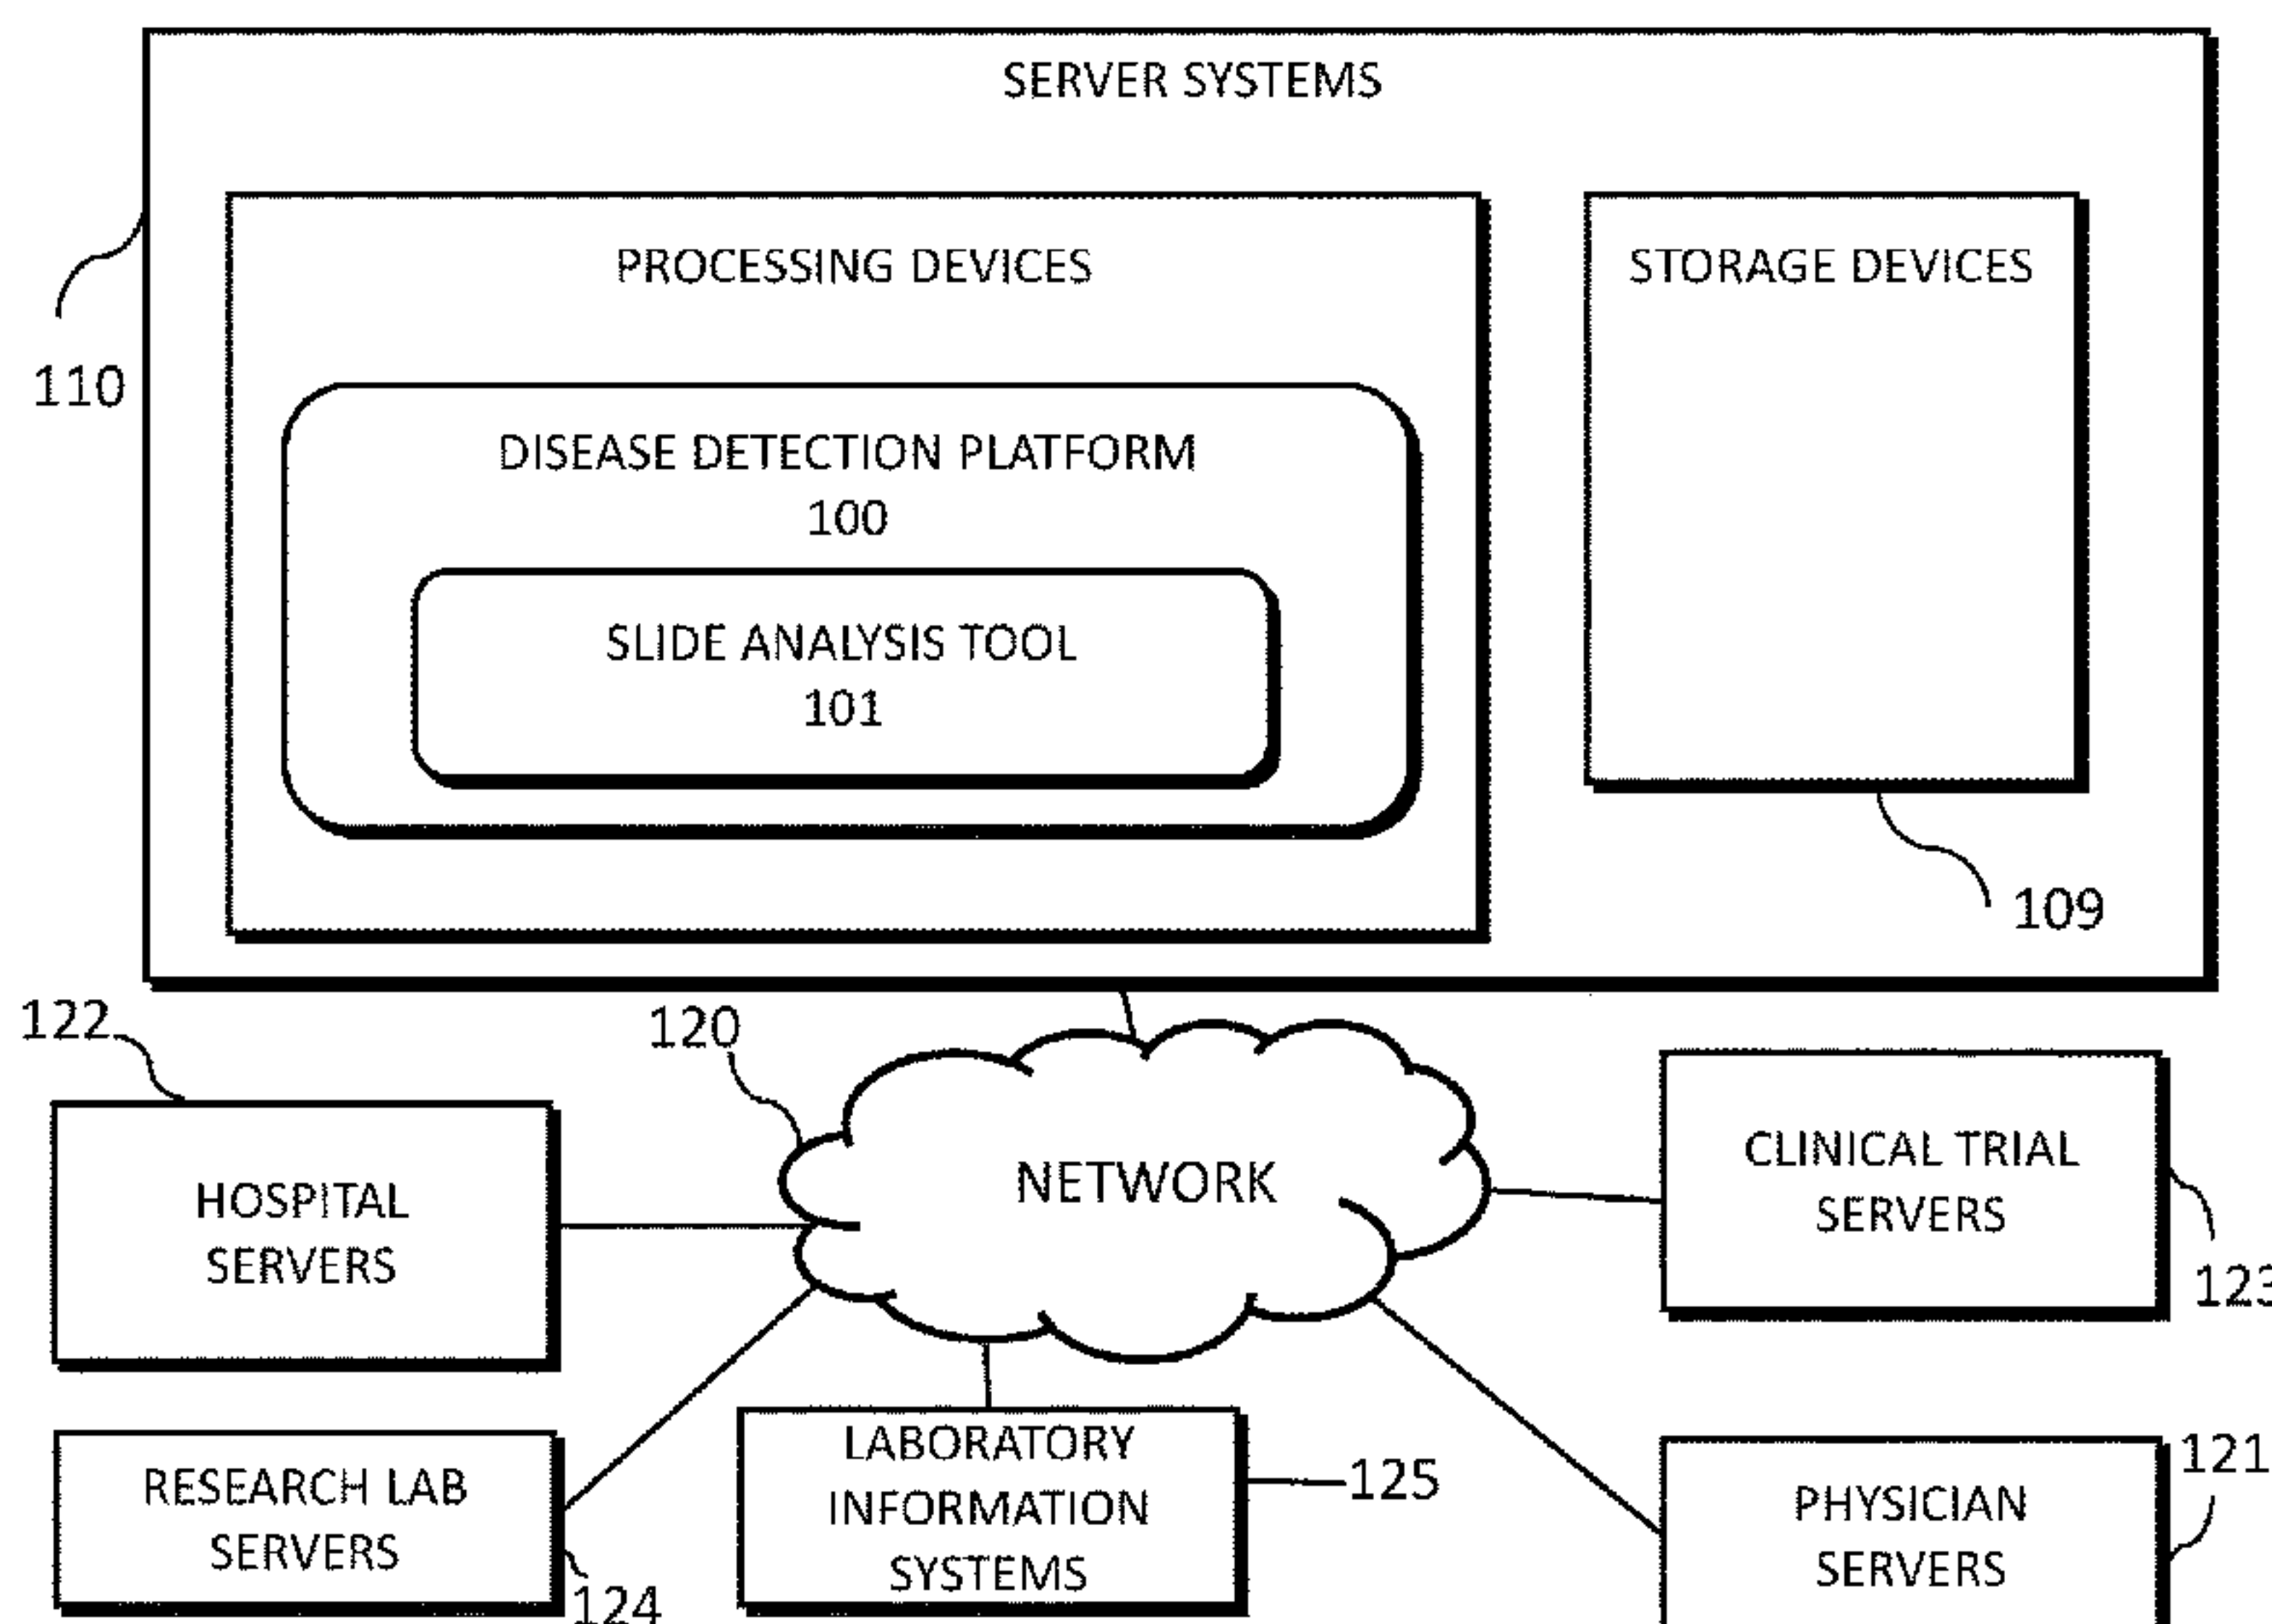 SERVER SYSTEMS
PROCESSING DEVICES
STORAGE DEVICES
110
DISEASE DETECTION PLATFORM
100
SLIDE ANALYSIS TOOL
101
109
122
120
HOSPITAL
SERVERS
NETWORK
CLINICAL TRIAL
SERVERS
123
RESEARCH LAB
SERVERS
124
LABORATORY
INFORMATION
SYSTEMS
125
PHYSICIAN
SERVERS
121